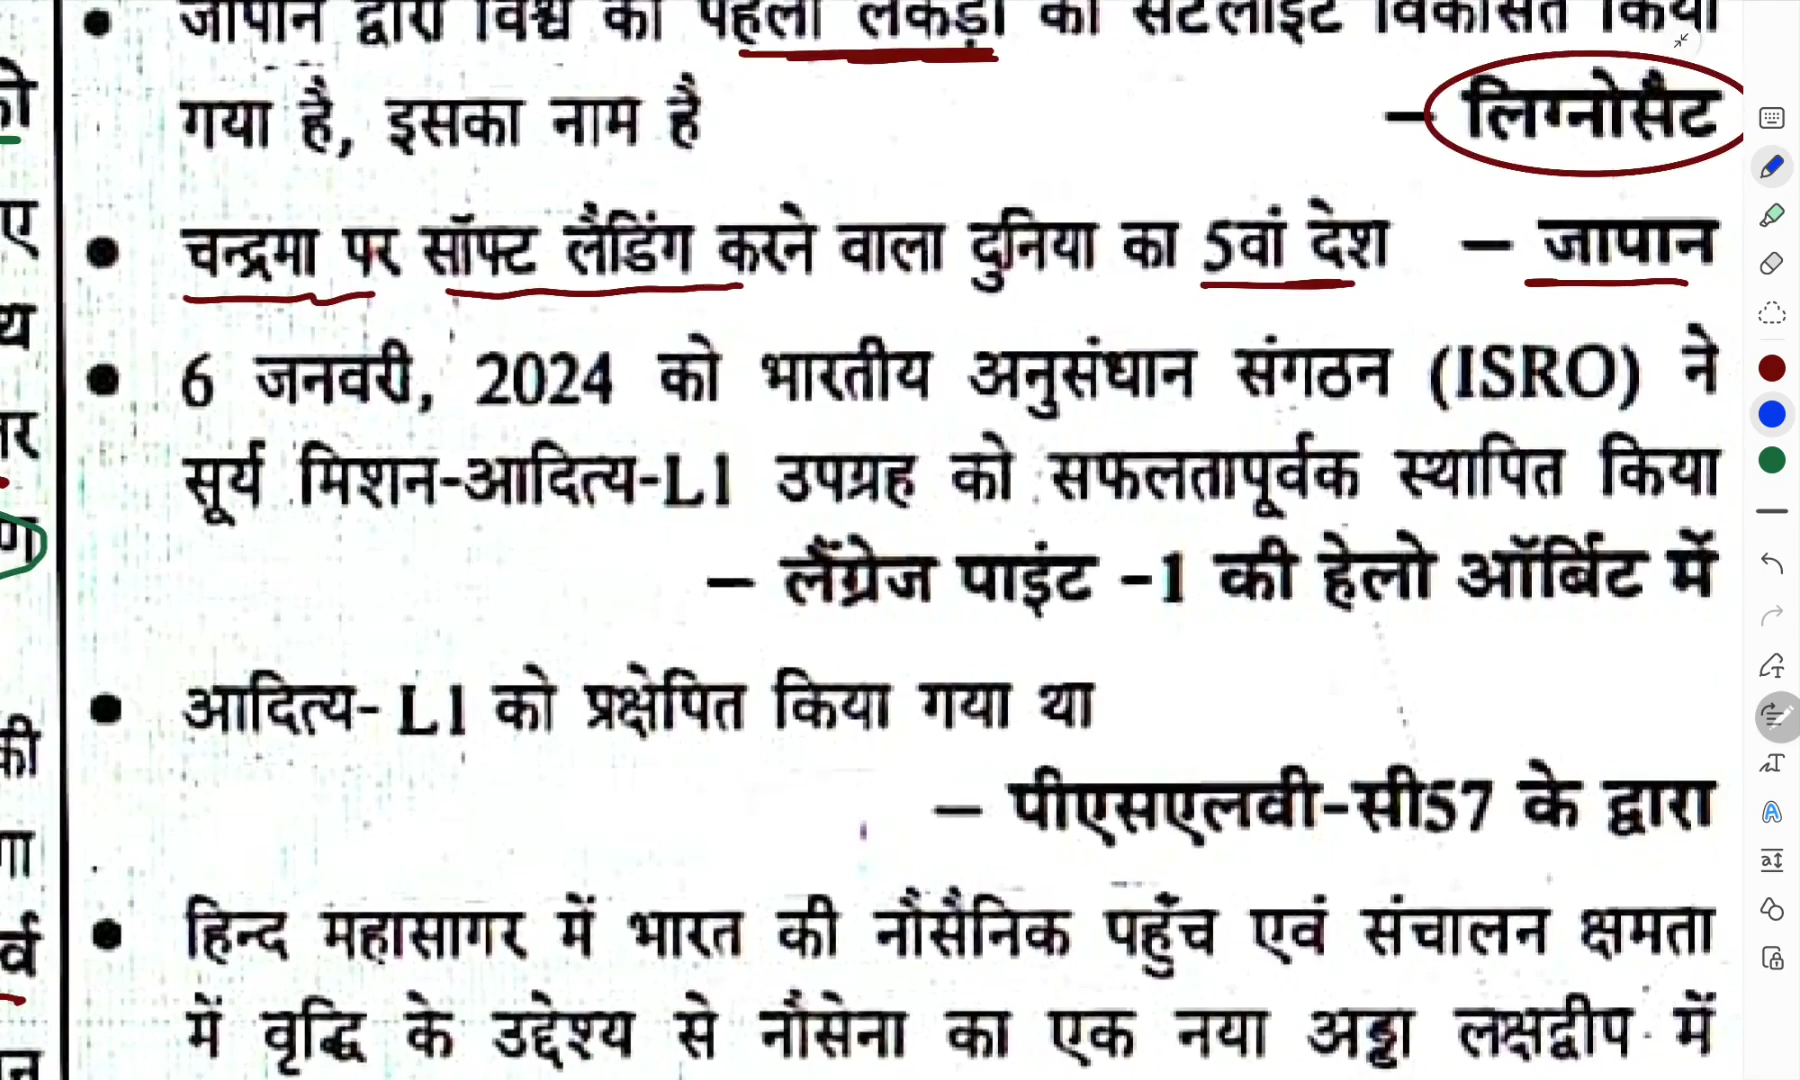 जापान द्वारा विश्व की पहली लकड़ी की सैटेलाइट विकसित किया
गया है, इसका नाम है – लिग्नोसैट
चन्द्रमा पर सॉफ्ट लैंडिंग करने वाला दुनिया का 5वां देश – जापान
6 जनवरी, 2024 को भारतीय अनुसंधान संगठन (ISRO) ने
सूर्य मिशन-आदित्य-L1 उपग्रह को सफलतापूर्वक स्थापित किया
– लैंग्रेज पाइंट -1 की हेलो ऑर्बिट में
आदित्य- L1 को प्रक्षेपित किया गया था
– पीएसएलवी-सी57 के द्वारा
हिन्द महासागर में भारत की नौसैनिक पहुँच एवं संचालन क्षमता
में वृद्धि के उद्देश्य से नौसेना का एक नया अड्डा लक्षद्वीप में